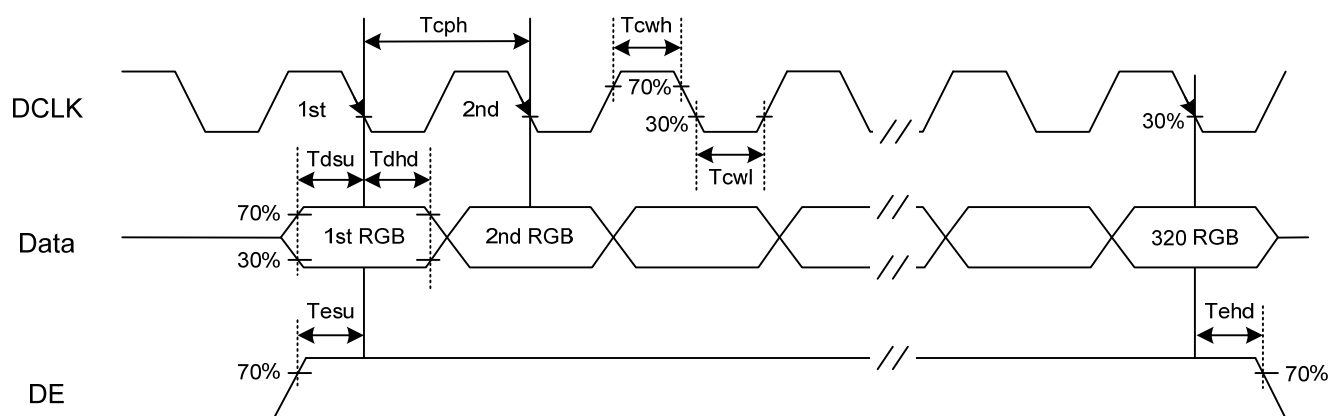 Tcph
Tcwh
DCLK
1st
2nd
70%
30%
30%
Tdsu
Tdhd
Tcwl
70%
Data
1st RGB
2nd RGB
320 RGB
30%
Tesu
Tehd
70%
70%
DE